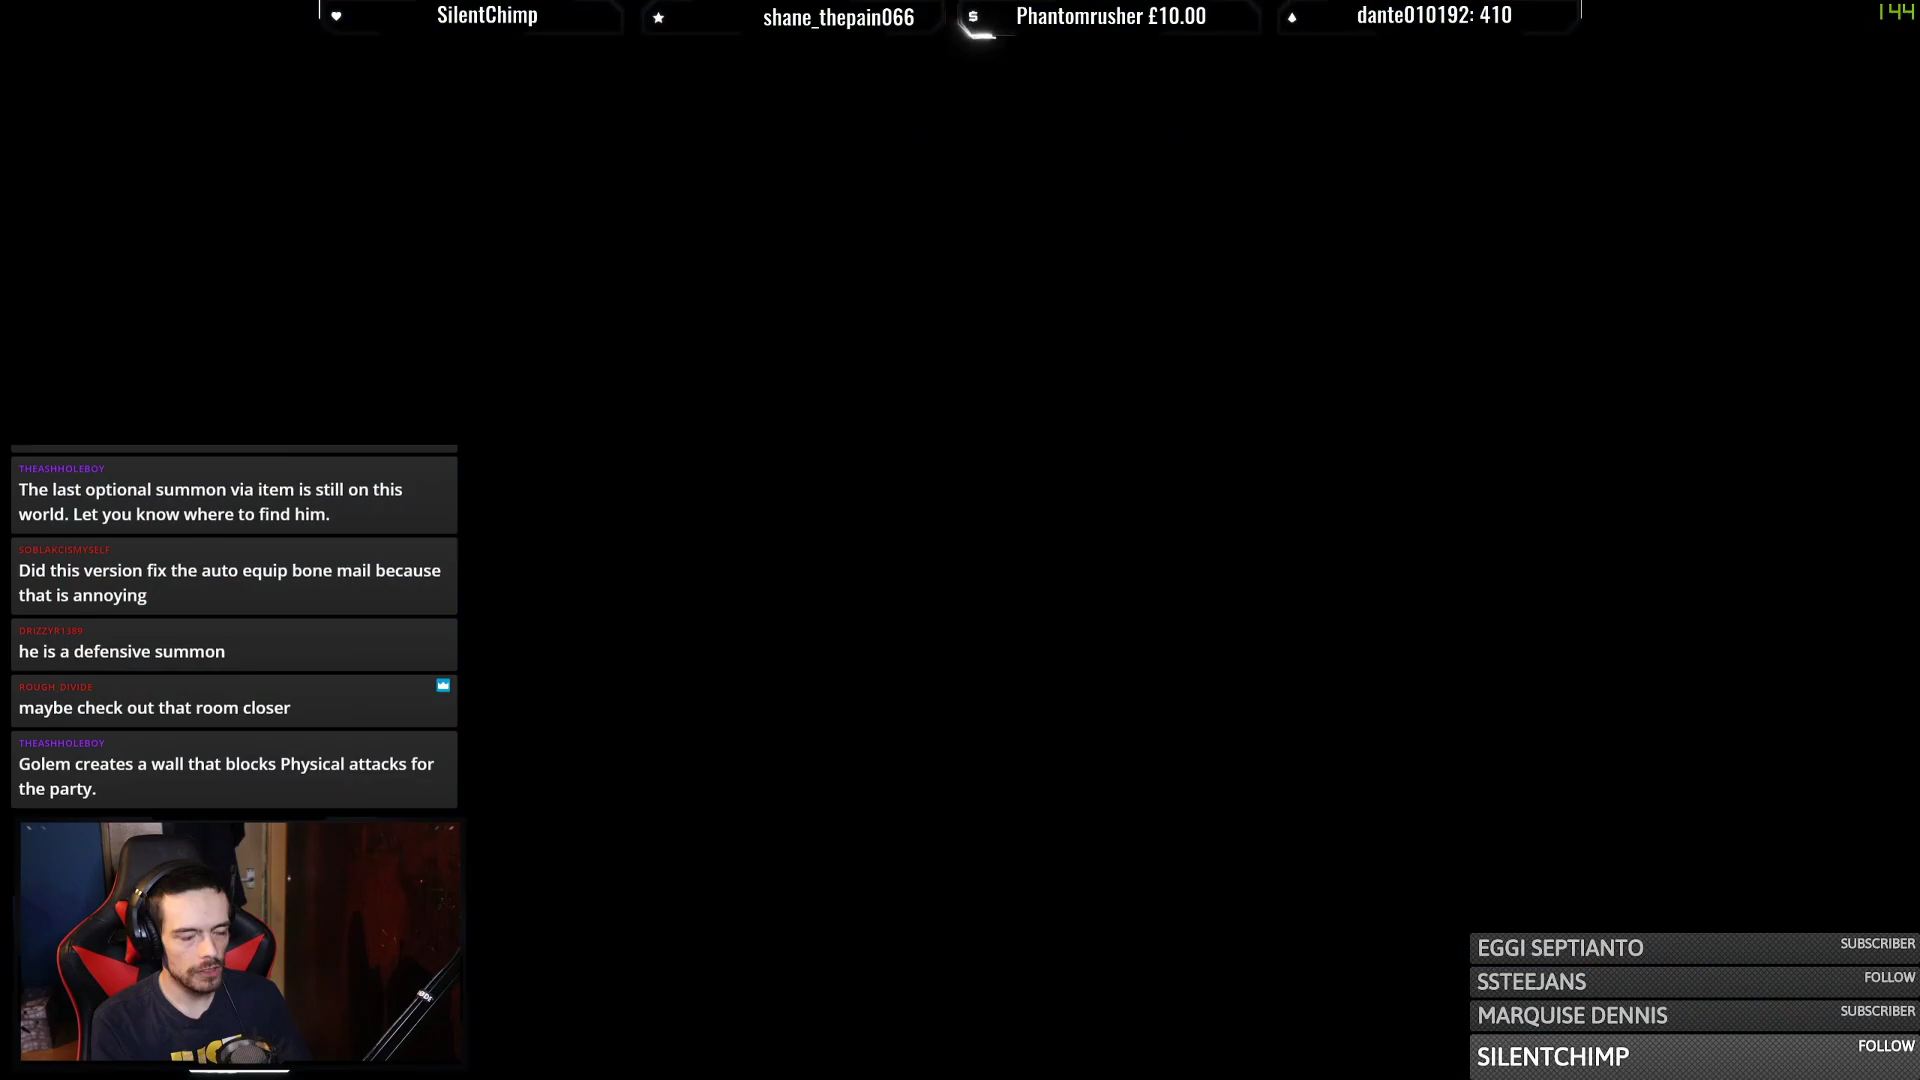 SilentChimp
shane_thepain066
$ Phantomrusher £10.00
dante010192: 410
144
THEASHHOLEBOY
The last optional summon via item is still on this
world. Let you know where to find him.
SOBLAKCISMYSELF
Did this version fix the auto equip bone mail because
that is annoying
DRIZZYR1389
he is a defensive summon
ROUGH_DIVIDE
maybe check out that room closer
THEASHHOLEBOY
Golem creates a wall that blocks Physical attacks for
the party.
RØDE
EGGI SEPTIANTO SUBSCRIBER
SSTEEJANS FOLLOW
MARQUISE DENNIS SUBSCRIBER
SILENTCHIMP FOLLOW